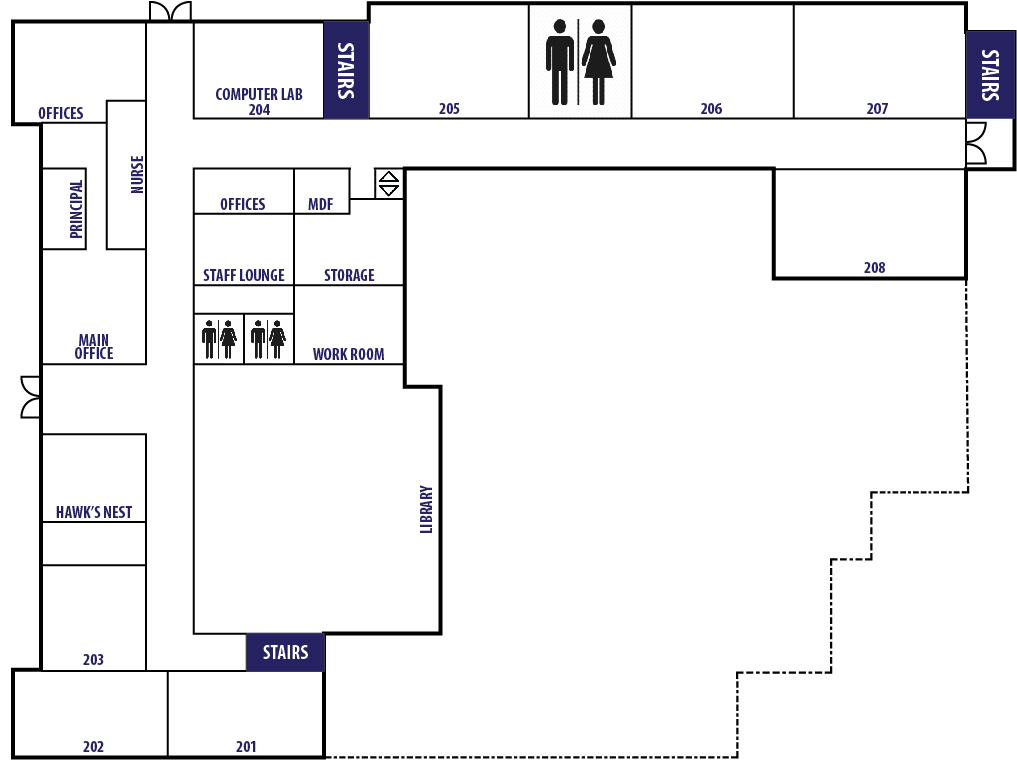 STAIRS
STAIRS
COMPUTER LAB
204
205
206
207
OFFICES
NURSE
PRINCIPAL
OFFICES
MDF
STAFF LOUNGE
STORAGE
208
MAIN
OFFICE
WORK ROOM
LIBRARY
HAWK'S NEST
203
STAIRS
202
201